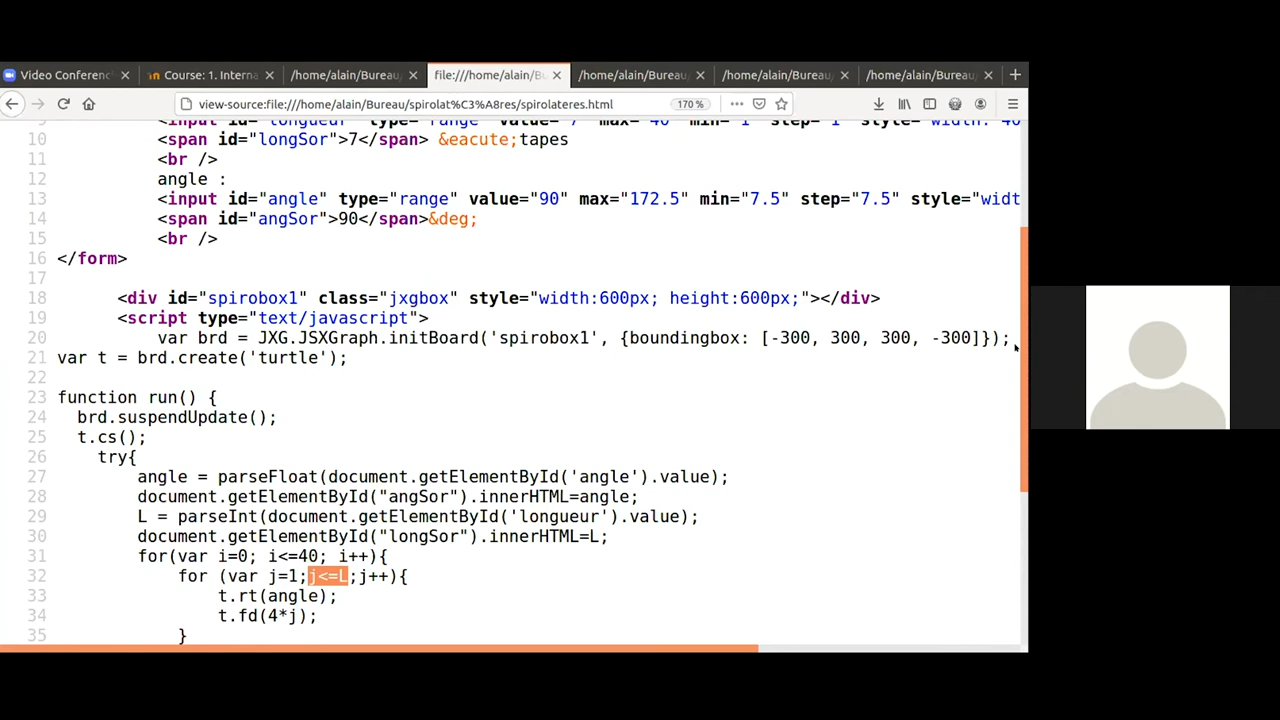 Video Conferenc
Course: 1. Interna
/home/alain/Bureau/
file:///home/alain/Bu
/home/alain/Bureau/
/home/alain/Bureau/
/home/alain/Bureau/
view-source:file:///home/alain/Bureau/spirolat%C3%A8res/spirolateres.html 170 %
9 <input id="longueur" type="range" value="7" max="40" min="1" step="1" style="width: 40
10 <span id="longSor">7</span> &eacute;tapes
11 <br />
12 angle :
13 <input id="angle" type="range" value="90" max="172.5" min="7.5" step="7.5" style="widt
14 <span id="angSor">90</span>&deg;
15 <br />
16 </form>
17
18 <div id="spirobox1" class="jxgbox" style="width:600px; height:600px;"></div>
19 <script type="text/javascript">
20 var brd = JXG.JSXGraph.initBoard('spirobox1', {boundingbox: [-300, 300, 300, -300]});
21 var t = brd.create('turtle');
22
23 function run() {
24 brd.suspendUpdate();
25 t.cs();
26 try{
27 angle = parseFloat(document.getElementById('angle').value);
28 document.getElementById("angSor").innerHTML=angle;
29 L = parseInt(document.getElementById('longueur').value);
30 document.getElementById("longSor").innerHTML=L;
31 for(var i=0; i<=40; i++){
32 for (var j=1;j<=L;j++){
33 t.rt(angle);
34 t.fd(4*j);
35 }